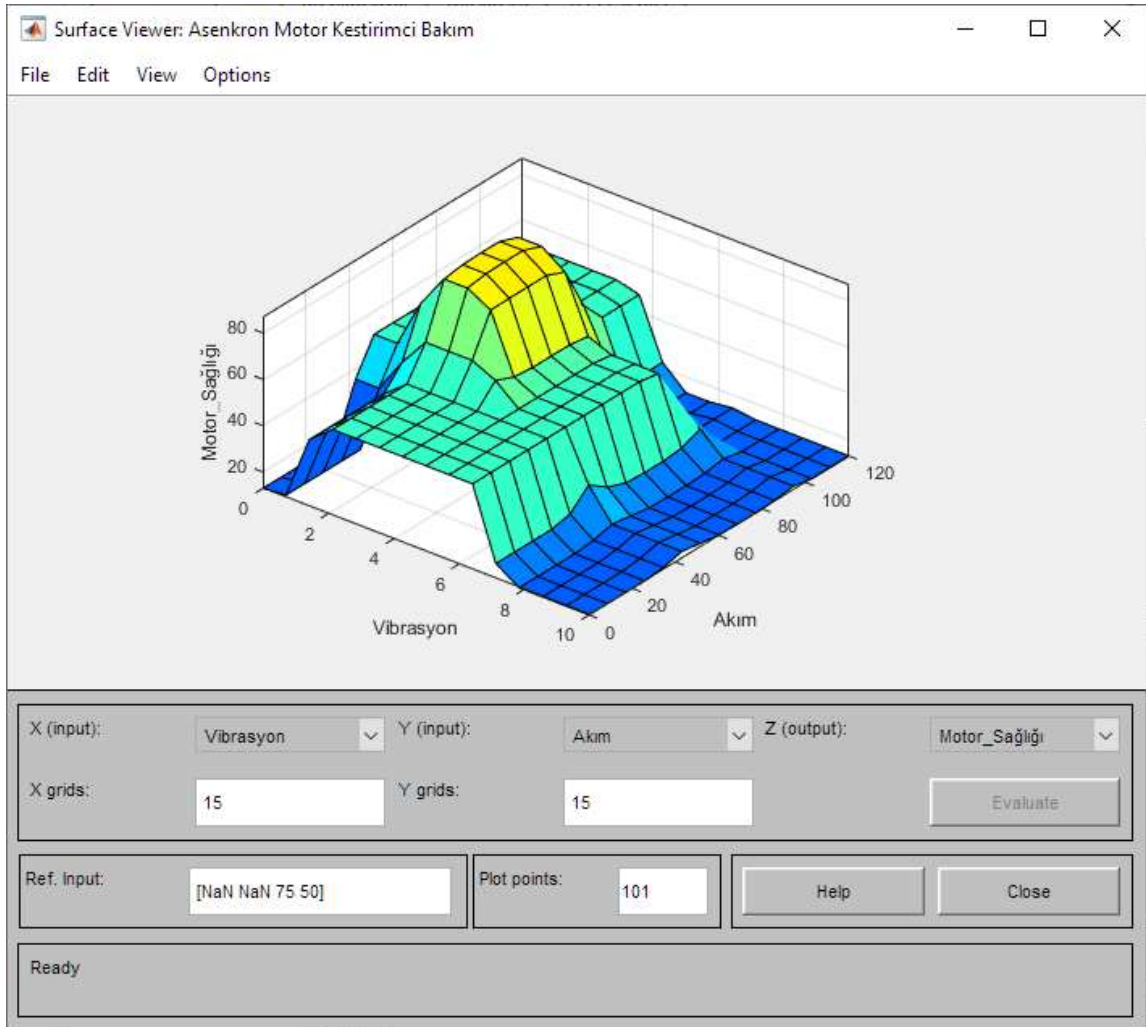 Surface Viewer: Asenkron Motor Kestirimci Bakım
File Edit View Options
Motor_Sağlığı
80
60
40
20
0
2
4
6
8
10
Vibrasyon
0
20
40
60
80
100
120
Akım
X (input):
Vibrasyon
Y (input):
Akım
Z (output):
Motor_Sağlığı
X grids:
15
Y grids:
15
Evaluate
Ref. Input:
[NaN NaN 75 50]
Plot points:
101
Help
Close
Ready